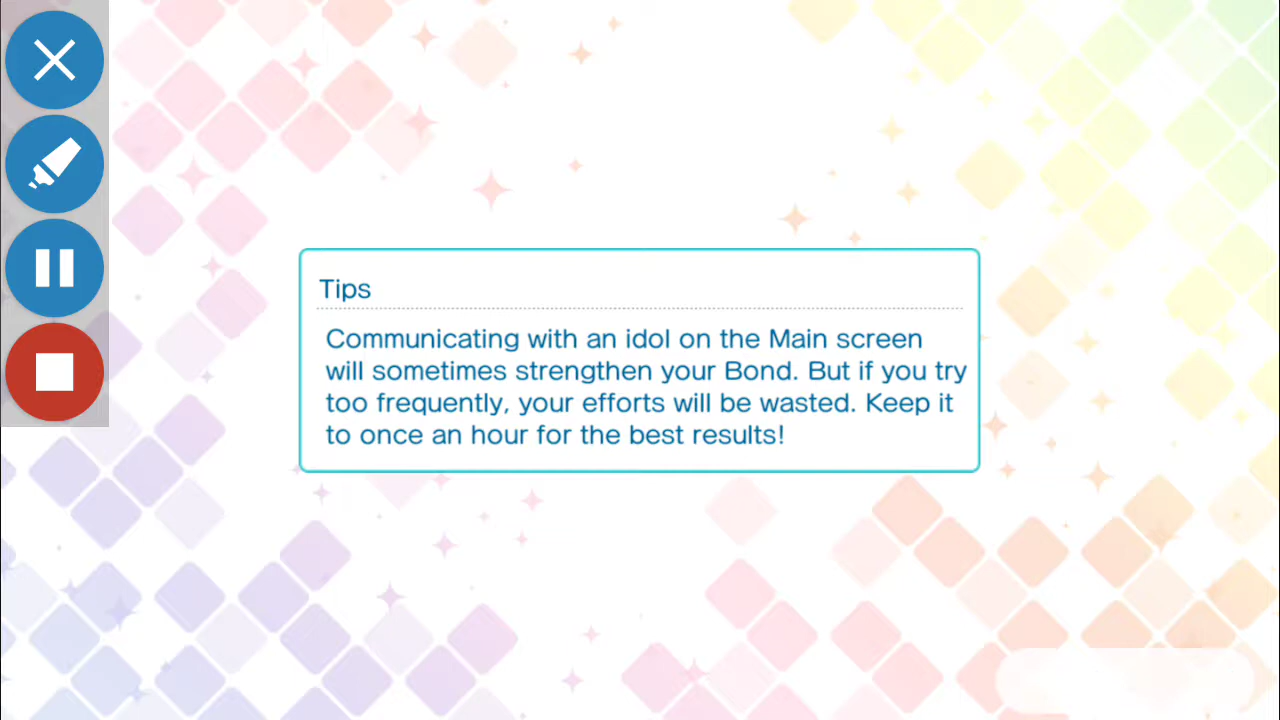 Tips
Communicating with an idol on the Main screen
will sometimes strengthen your Bond. But if you try
too frequently, your efforts will be wasted. Keep it
to once an hour for the best results!